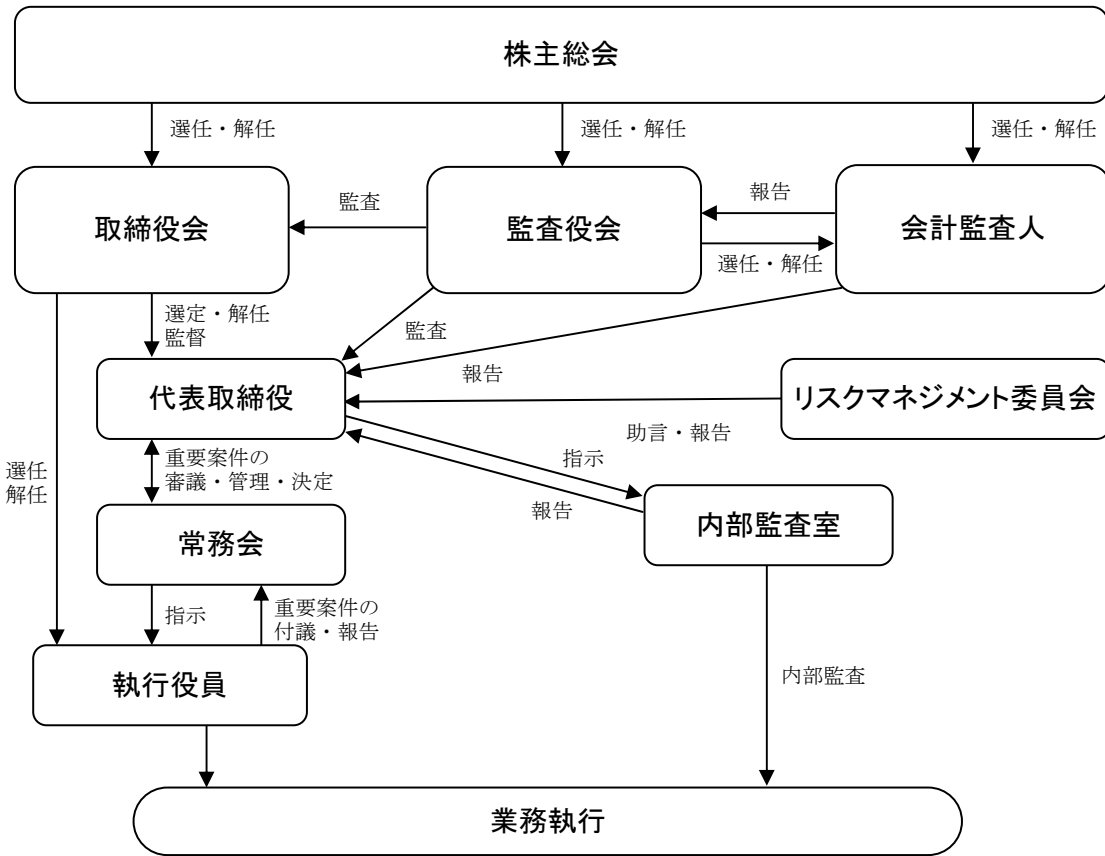 株主総会
選任・解任
選任・解任
選任・解任
取締役会
監査
監査役会
報告
選任・解任
会計監査人
選定・解任
監督
監査
報告
代表取締役
リスクマネジメント委員会
助言・報告
選任
解任
重要案件の
審議・管理・決定
指示
報告
内部監査室
常務会
指示
重要案件の
付議・報告
執行役員
内部監査
業務執行